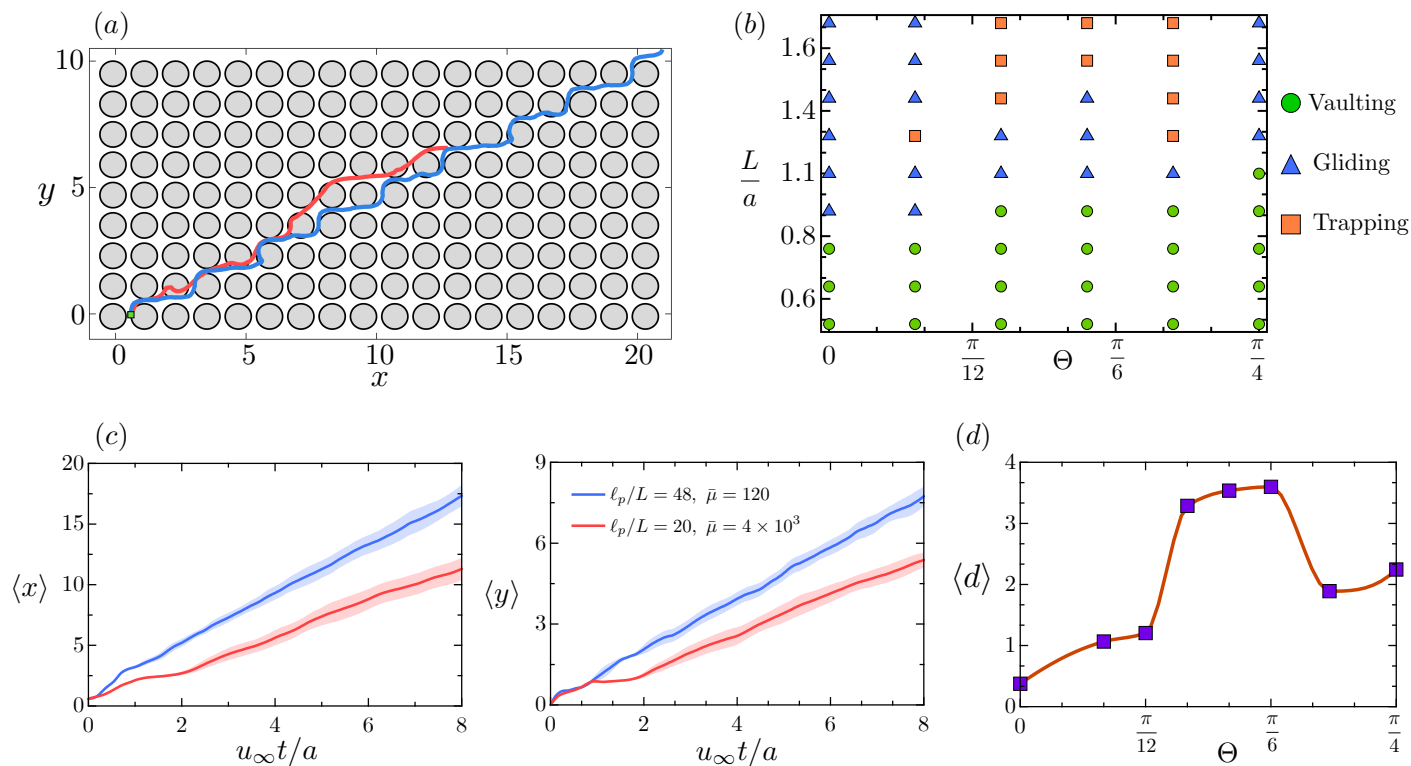 (a)
10
5
0
y
0 5 10 15 20
x
(b)
1.6
1.4
1.1
0.8
0.6
L/a
0 π/12 Θ π/6 π/4
Vaulting
Gliding
Trapping
(c)
20
15
10
5
0
⟨x⟩
0 2 4 6 8
u∞t/a
9
6
3
0
⟨y⟩
ℓp/L = 48, μ̄ = 120
ℓp/L = 20, μ̄ = 4 × 10³
0 2 4 6 8
u∞t/a
(d)
4
3
2
1
0
⟨d⟩
0 π/12 Θ π/6 π/4